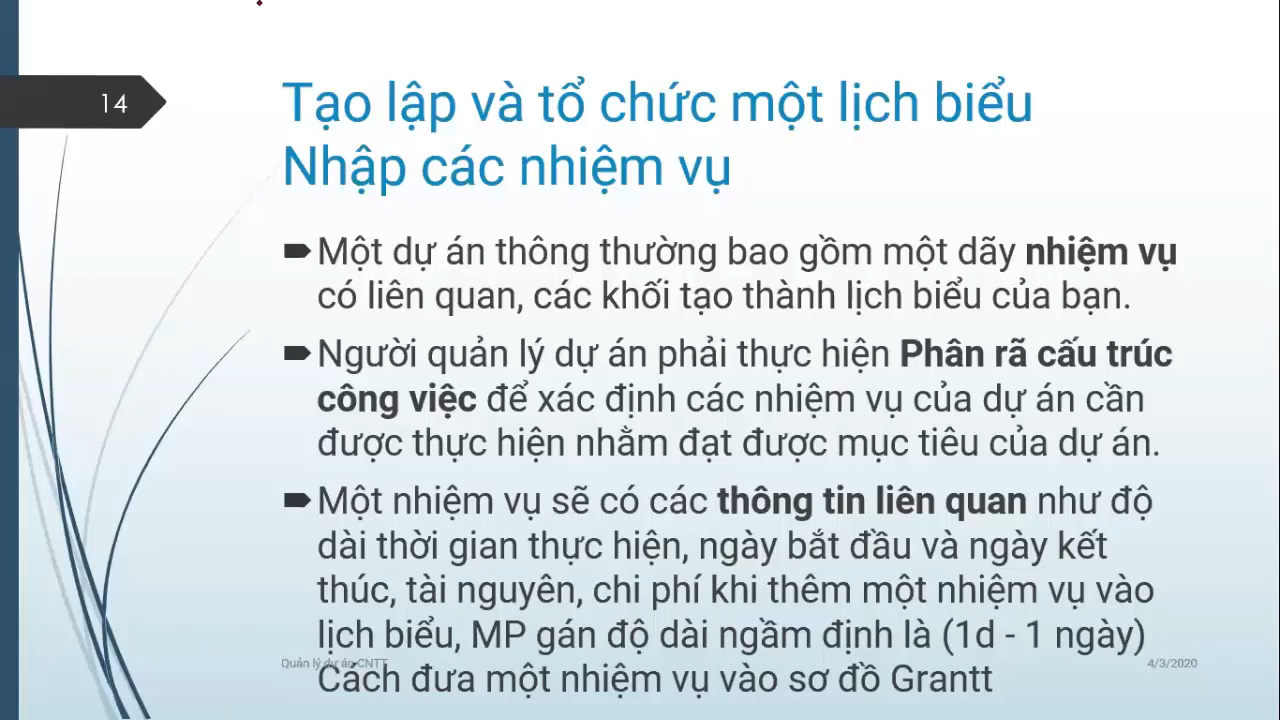 14
Tạo lập và tổ chức một lịch biểu
Nhập các nhiệm vụ
Một dự án thông thường bao gồm một dãy nhiệm vụ
có liên quan, các khối tạo thành lịch biểu của bạn.
Người quản lý dự án phải thực hiện Phân rã cấu trúc
công việc để xác định các nhiệm vụ của dự án cần
được thực hiện nhằm đạt được mục tiêu của dự án.
Một nhiệm vụ sẽ có các thông tin liên quan như độ
dài thời gian thực hiện, ngày bắt đầu và ngày kết
thúc, tài nguyên, chi phí khi thêm một nhiệm vụ vào
lịch biểu, MP gán độ dài ngầm định là (1d - 1 ngày)
Quản lý dự án CNTT
4/3/2020
Cách đưa một nhiệm vụ vào sơ đồ Grantt